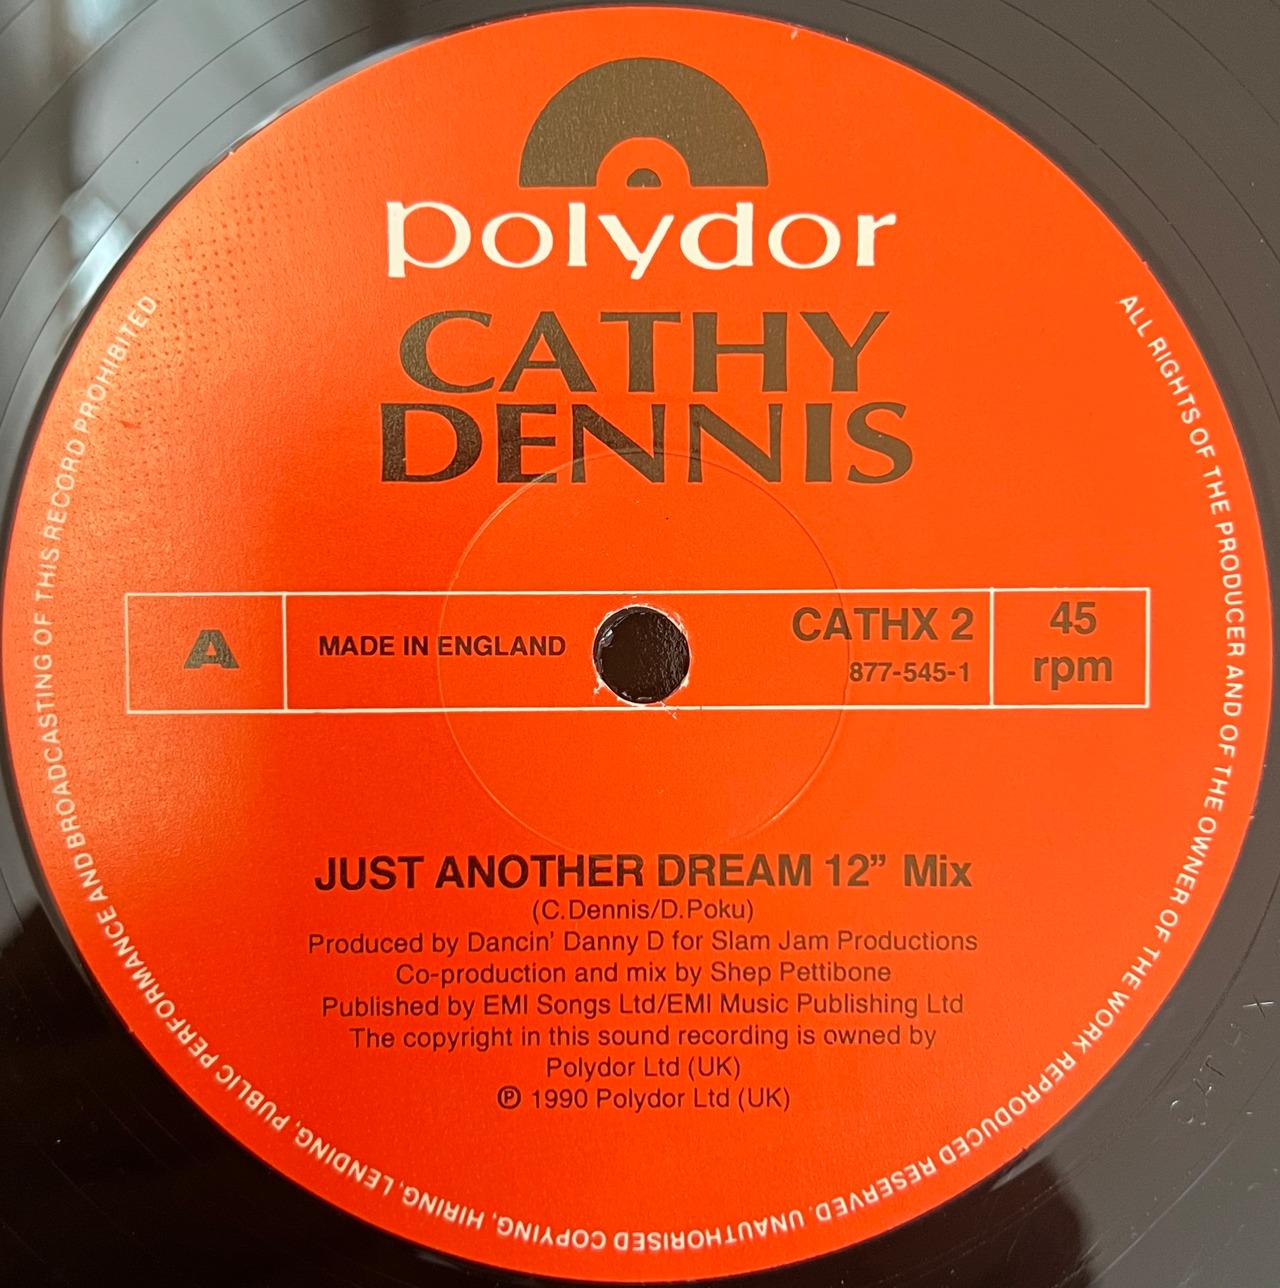 polydor
CATHY
DENNIS
A
MADE IN ENGLAND
CATHX 2
877-545-1
45
rpm
JUST ANOTHER DREAM 12” Mix
(C.Dennis/D.Poku)
Produced by Dancin' Danny D for Slam Jam Productions
Co-production and mix by Shep Pettibone
Published by EMI Songs Ltd/EMI Music Publishing Ltd
The copyright in this sound recording is owned by
Polydor Ltd (UK)
℗ 1990 Polydor Ltd (UK)
ALL RIGHTS OF THE PRODUCER AND OF THE OWNER OF THE WORK REPRODUCED RESERVED. UNAUTHORISED COPYING, HIRING, LENDING, PUBLIC PERFORMANCE AND BROADCASTING OF THIS RECORD PROHIBITED